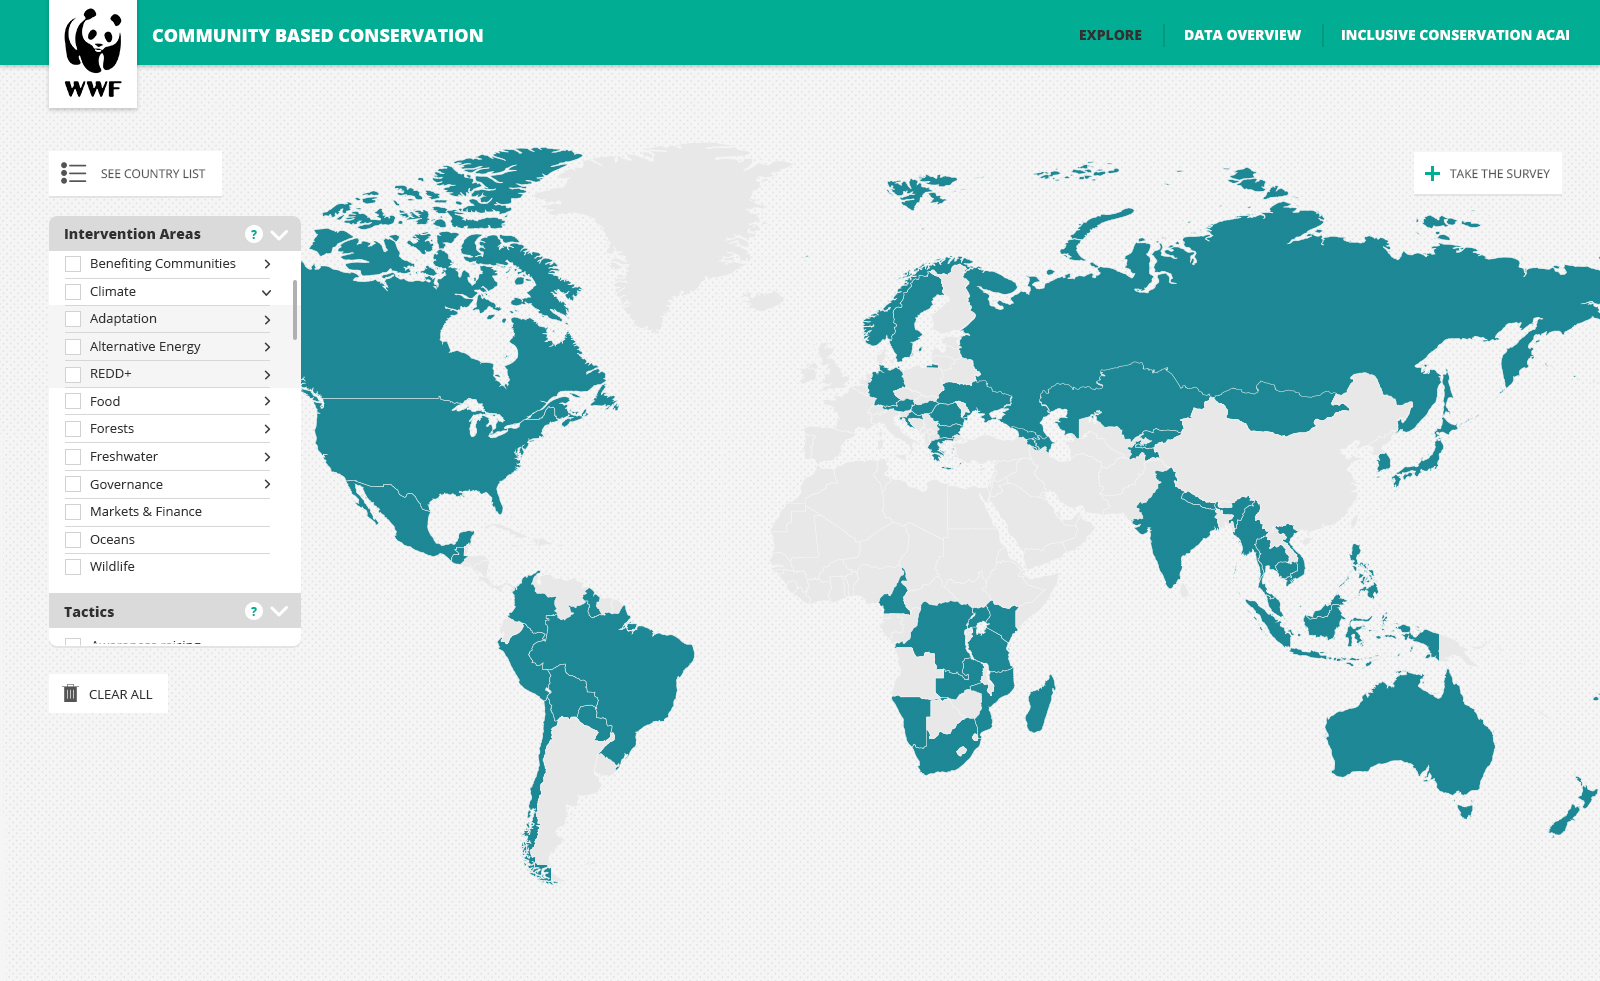 WWF
COMMUNITY BASED CONSERVATION
EXPLORE
DATA OVERVIEW
INCLUSIVE CONSERVATION ACAI
SEE COUNTRY LIST
TAKE THE SURVEY
Intervention Areas ?
Benefiting Communities
Climate
Adaptation
Alternative Energy
REDD+
Food
Forests
Freshwater
Governance
Markets & Finance
Oceans
Wildlife
Tactics ?
CLEAR ALL